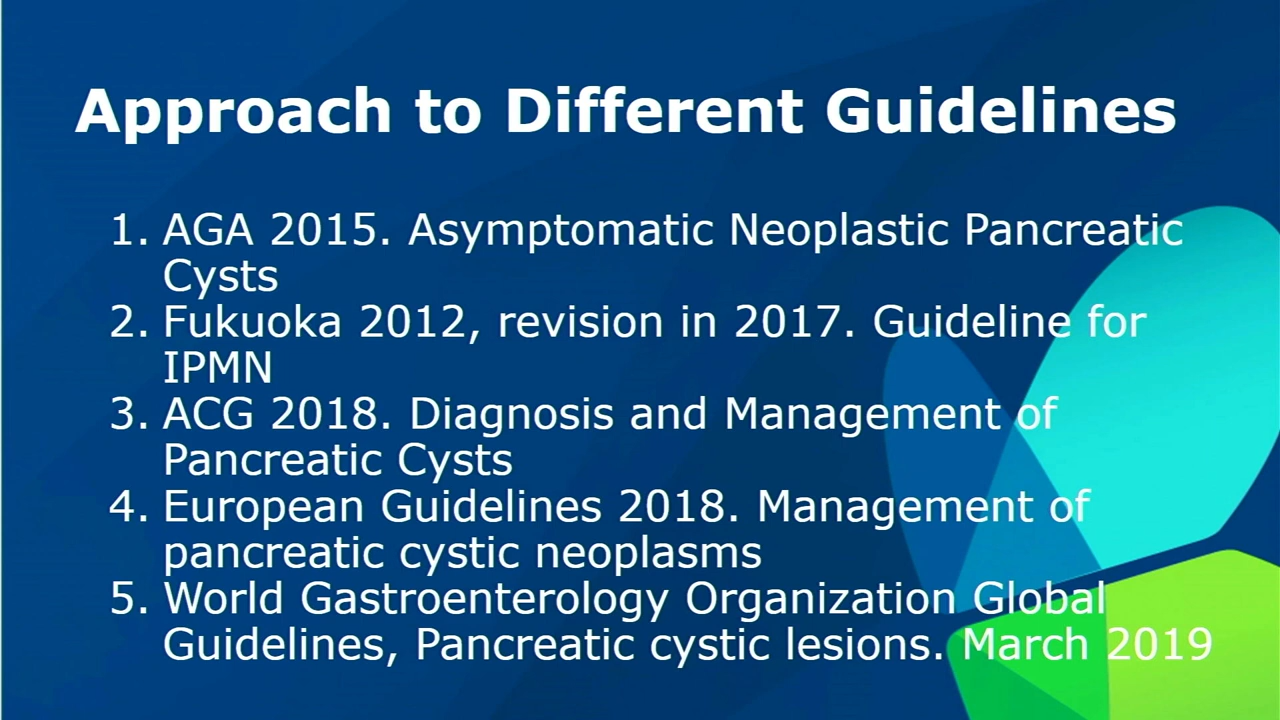 Approach to Different Guidelines
1. AGA 2015. Asymptomatic Neoplastic Pancreatic
Cysts
2. Fukuoka 2012, revision in 2017. Guideline for
IPMN
3. ACG 2018. Diagnosis and Management of
Pancreatic Cysts
4. European Guidelines 2018. Management of
pancreatic cystic neoplasms
5. World Gastroenterology Organization Global
Guidelines, Pancreatic cystic lesions. March 2019